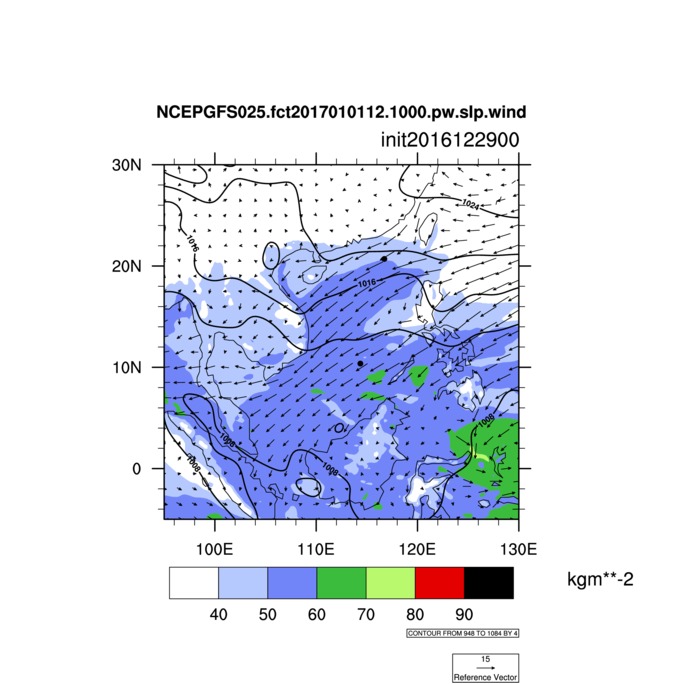 NCEPGFS025.fct2017010112.1000.pw.slp.wind
init2016122900
30N
1024
1016
20N
1016
10N
1008
1008
1008
1008
0
100E 110E 120E 130E
kgm**-2
40 50 60 70 80 90
CONTOUR FROM 948 TO 1084 BY 4
15
Reference Vector